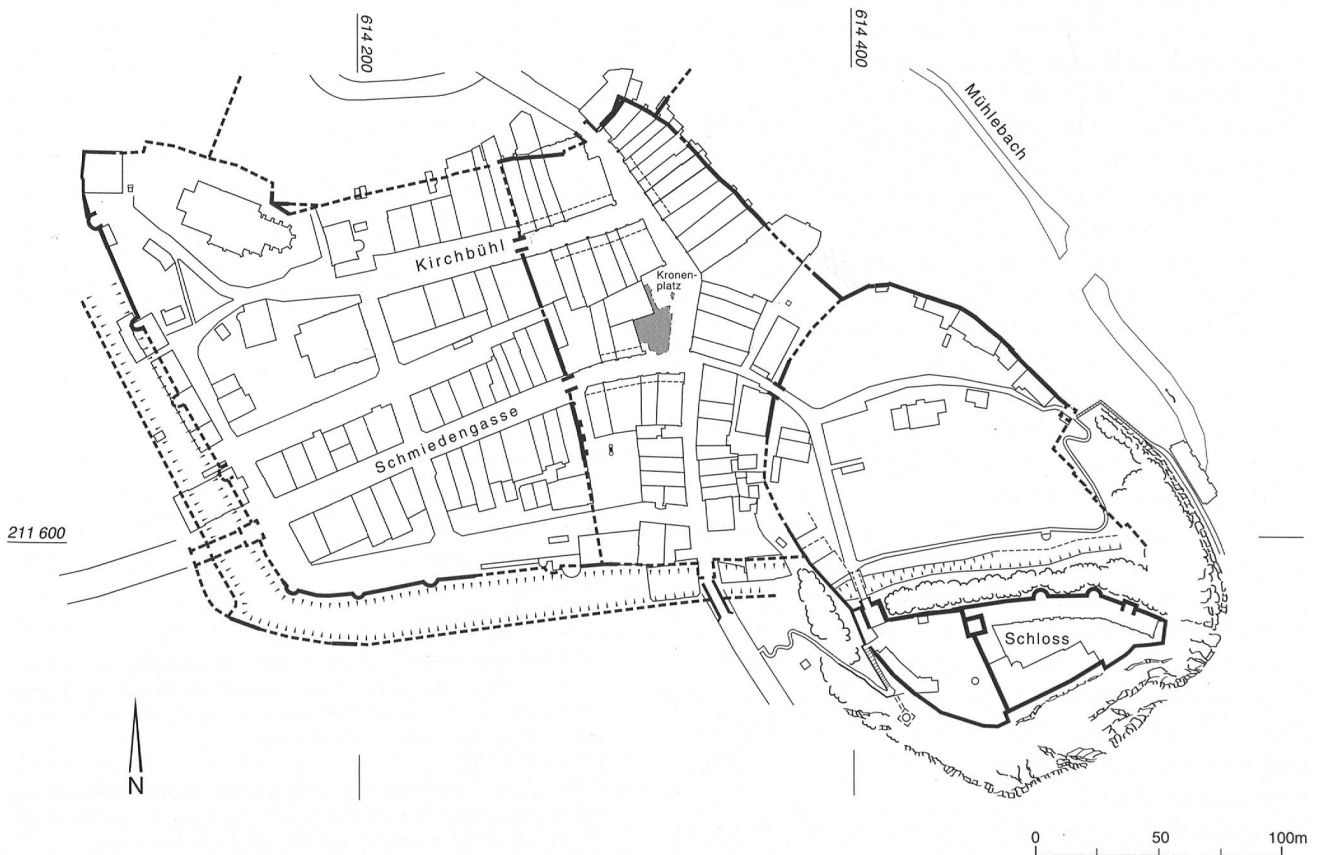 614 200
614 400
Mühlebach
Kirchbühl
Kronen-
platz
Schmiedengasse
211 600
Schloss
N
0 50 100m